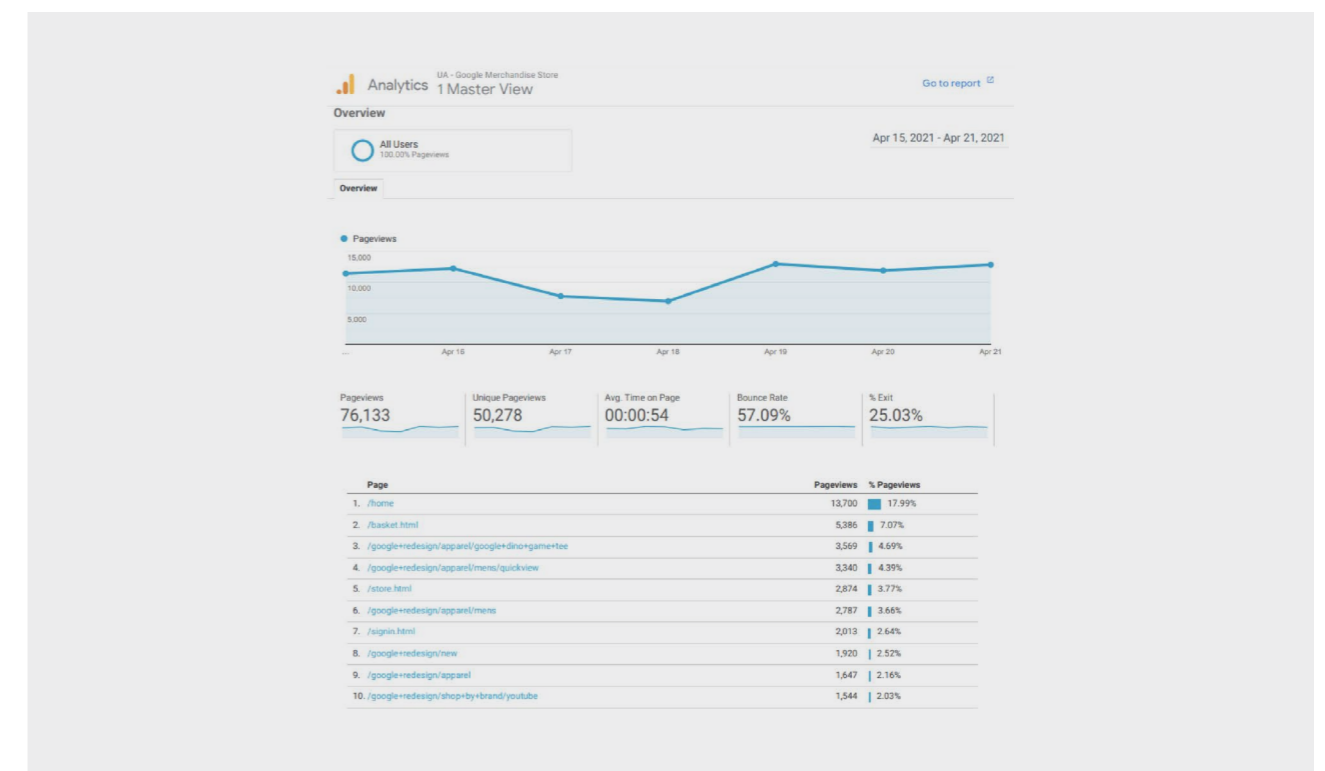 UA - Google Merchandise Store
Analytics 1 Master View
Go to report
Overview
All Users
100.00% Pageviews
Apr 15, 2021 - Apr 21, 2021
Overview
Pageviews
15,000
10,000
5,000
... Apr 16 Apr 17 Apr 18 Apr 19 Apr 20 Apr 21
Pageviews Unique Pageviews Avg. Time on Page Bounce Rate % Exit
76,133 50,278 00:00:54 57.09% 25.03%
Page Pageviews % Pageviews
1. /home 13,700 17.99%
2. /basket.html 5,386 7.07%
3. /google+redesign/apparel/google+dino+game+tee 3,569 4.69%
4. /google+redesign/apparel/mens/quickview 3,340 4.39%
5. /store.html 2,874 3.77%
6. /google+redesign/apparel/mens 2,787 3.66%
7. /signin.html 2,013 2.64%
8. /google+redesign/new 1,920 2.52%
9. /google+redesign/apparel 1,647 2.16%
10. /google+redesign/shop+by+brand/youtube 1,544 2.03%